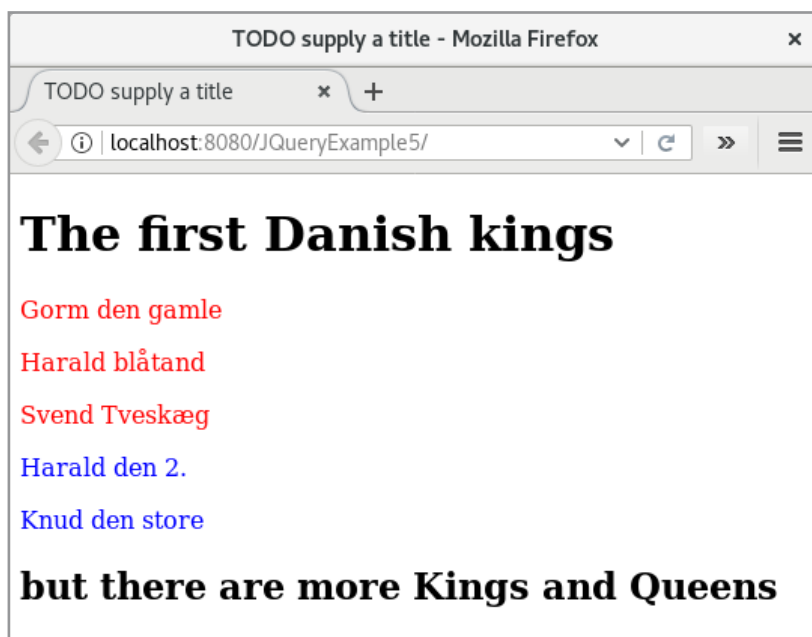 TODO supply a title - Mozilla Firefox
TODO supply a title
localhost:8080/JQueryExample5/
The first Danish kings
Gorm den gamle
Harald blåtand
Svend Tveskæg
Harald den 2.
Knud den store
but there are more Kings and Queens